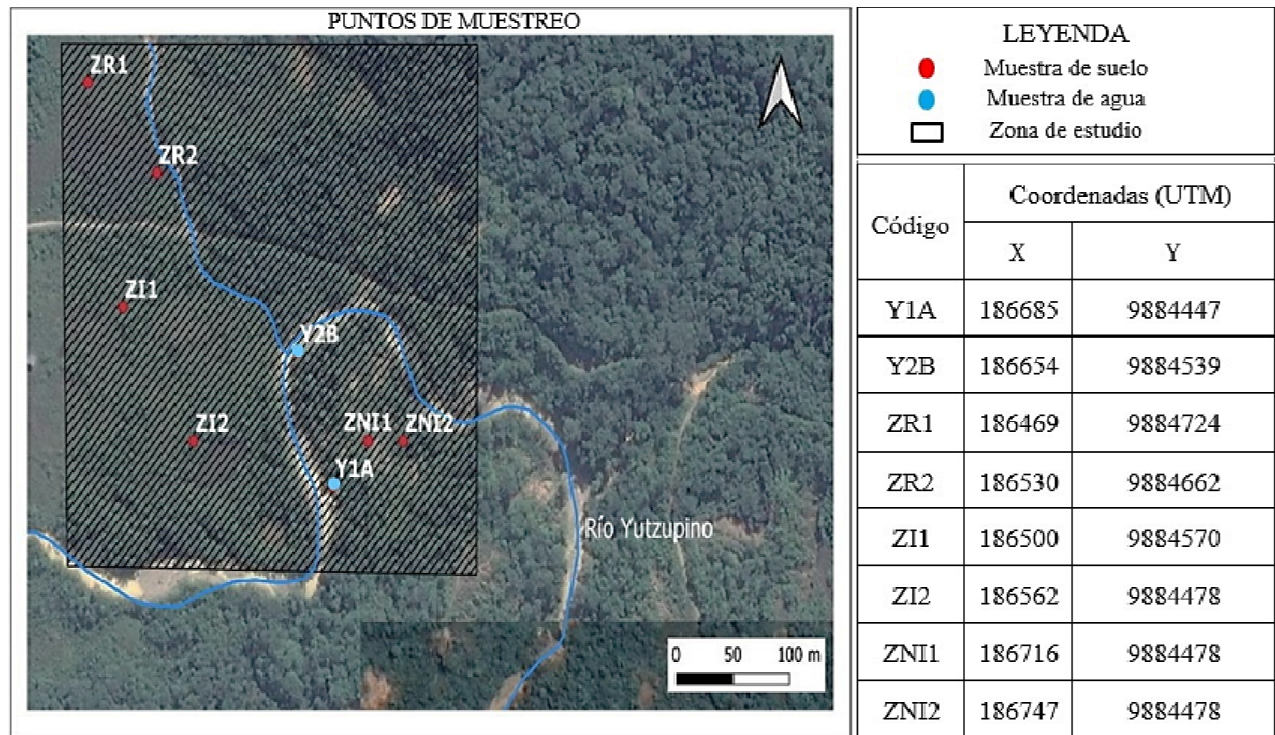 PUNTOS DE MUESTREO
ZR1
ZR2
ZI1
Y2B
ZI2
ZNI1 ZNI2
Y1A
Río Yutzupino
0 50 100 m
LEYENDA
Muestra de suelo
Muestra de agua
Zona de estudio
Código Coordenadas (UTM)
X Y
Y1A 186685 9884447
Y2B 186654 9884539
ZR1 186469 9884724
ZR2 186530 9884662
ZI1 186500 9884570
ZI2 186562 9884478
ZNI1 186716 9884478
ZNI2 186747 9884478